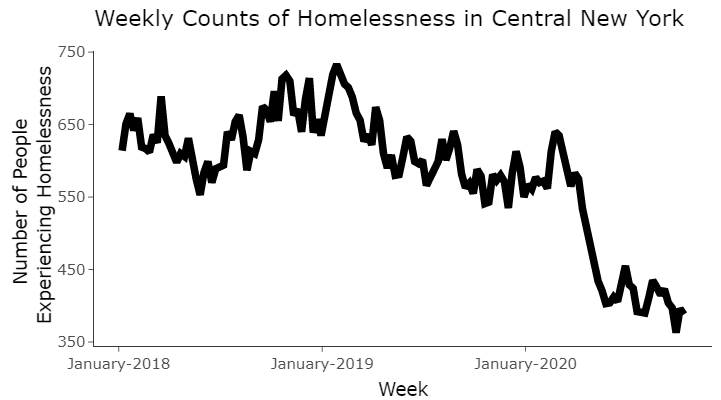 Weekly Counts of Homelessness in Central New York
Number of People
Experiencing Homelessness
750
650
550
450
350
January-2018
January-2019
January-2020
Week